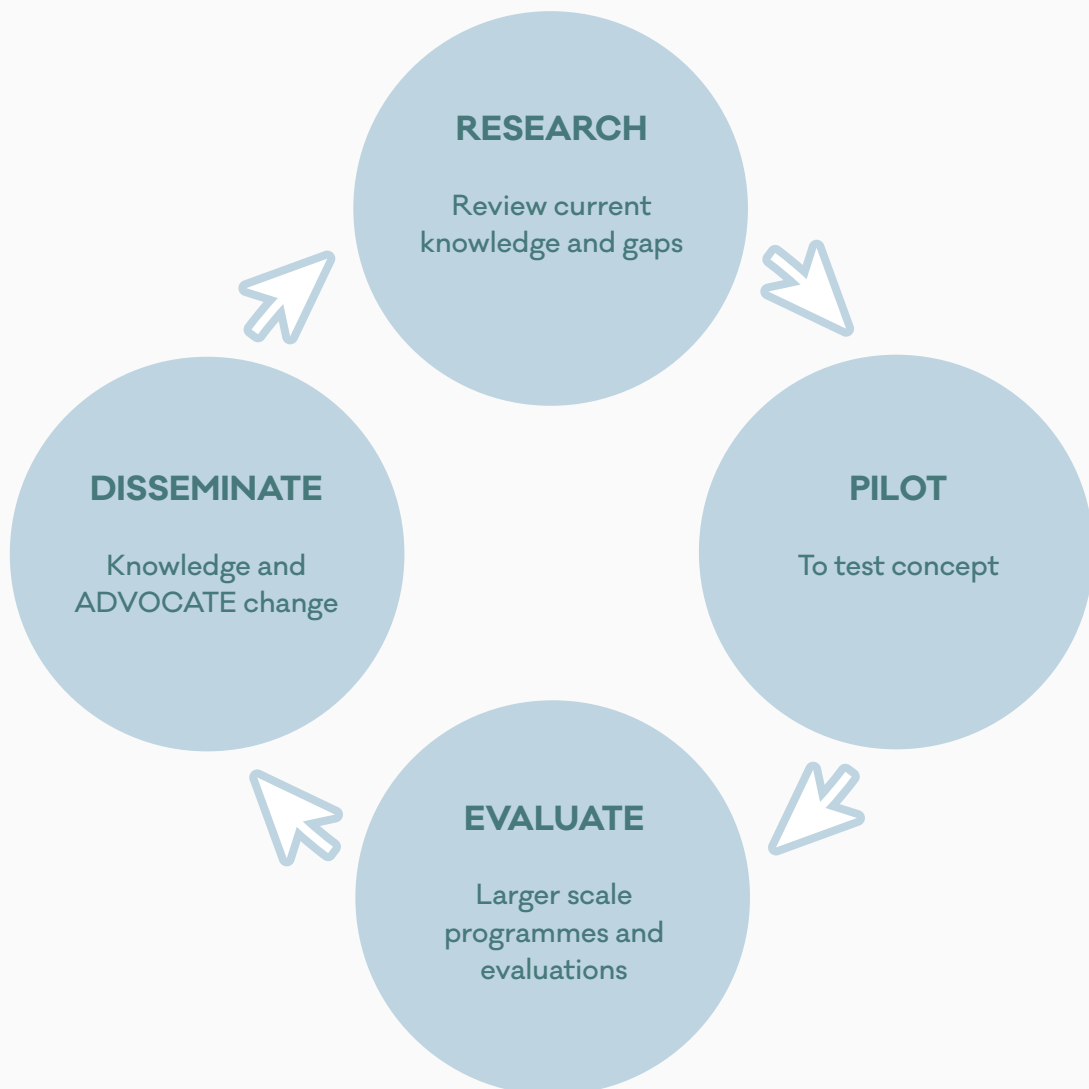 RESEARCH
Review current
knowledge and gaps
PILOT
To test concept
EVALUATE
Larger scale
programmes and
evaluations
DISSEMINATE
Knowledge and
ADVOCATE change